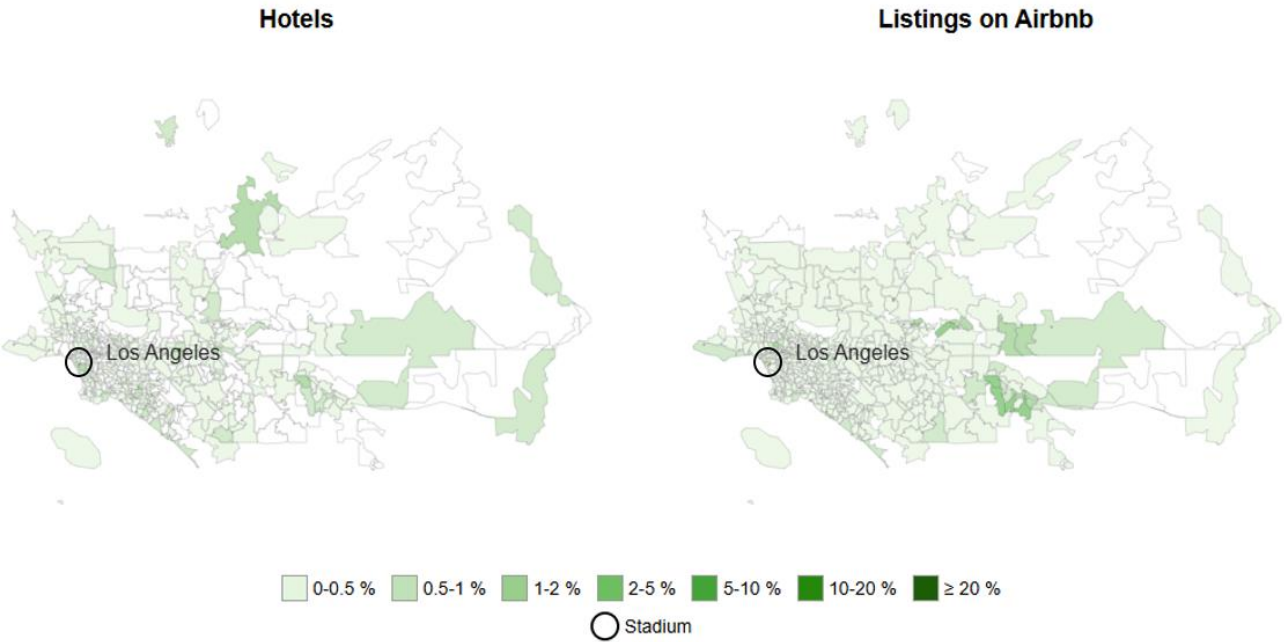 Hotels
Listings on Airbnb
Los Angeles
Los Angeles
0-0.5 %
0.5-1 %
1-2 %
2-5 %
5-10 %
10-20 %
≥ 20 %
Stadium